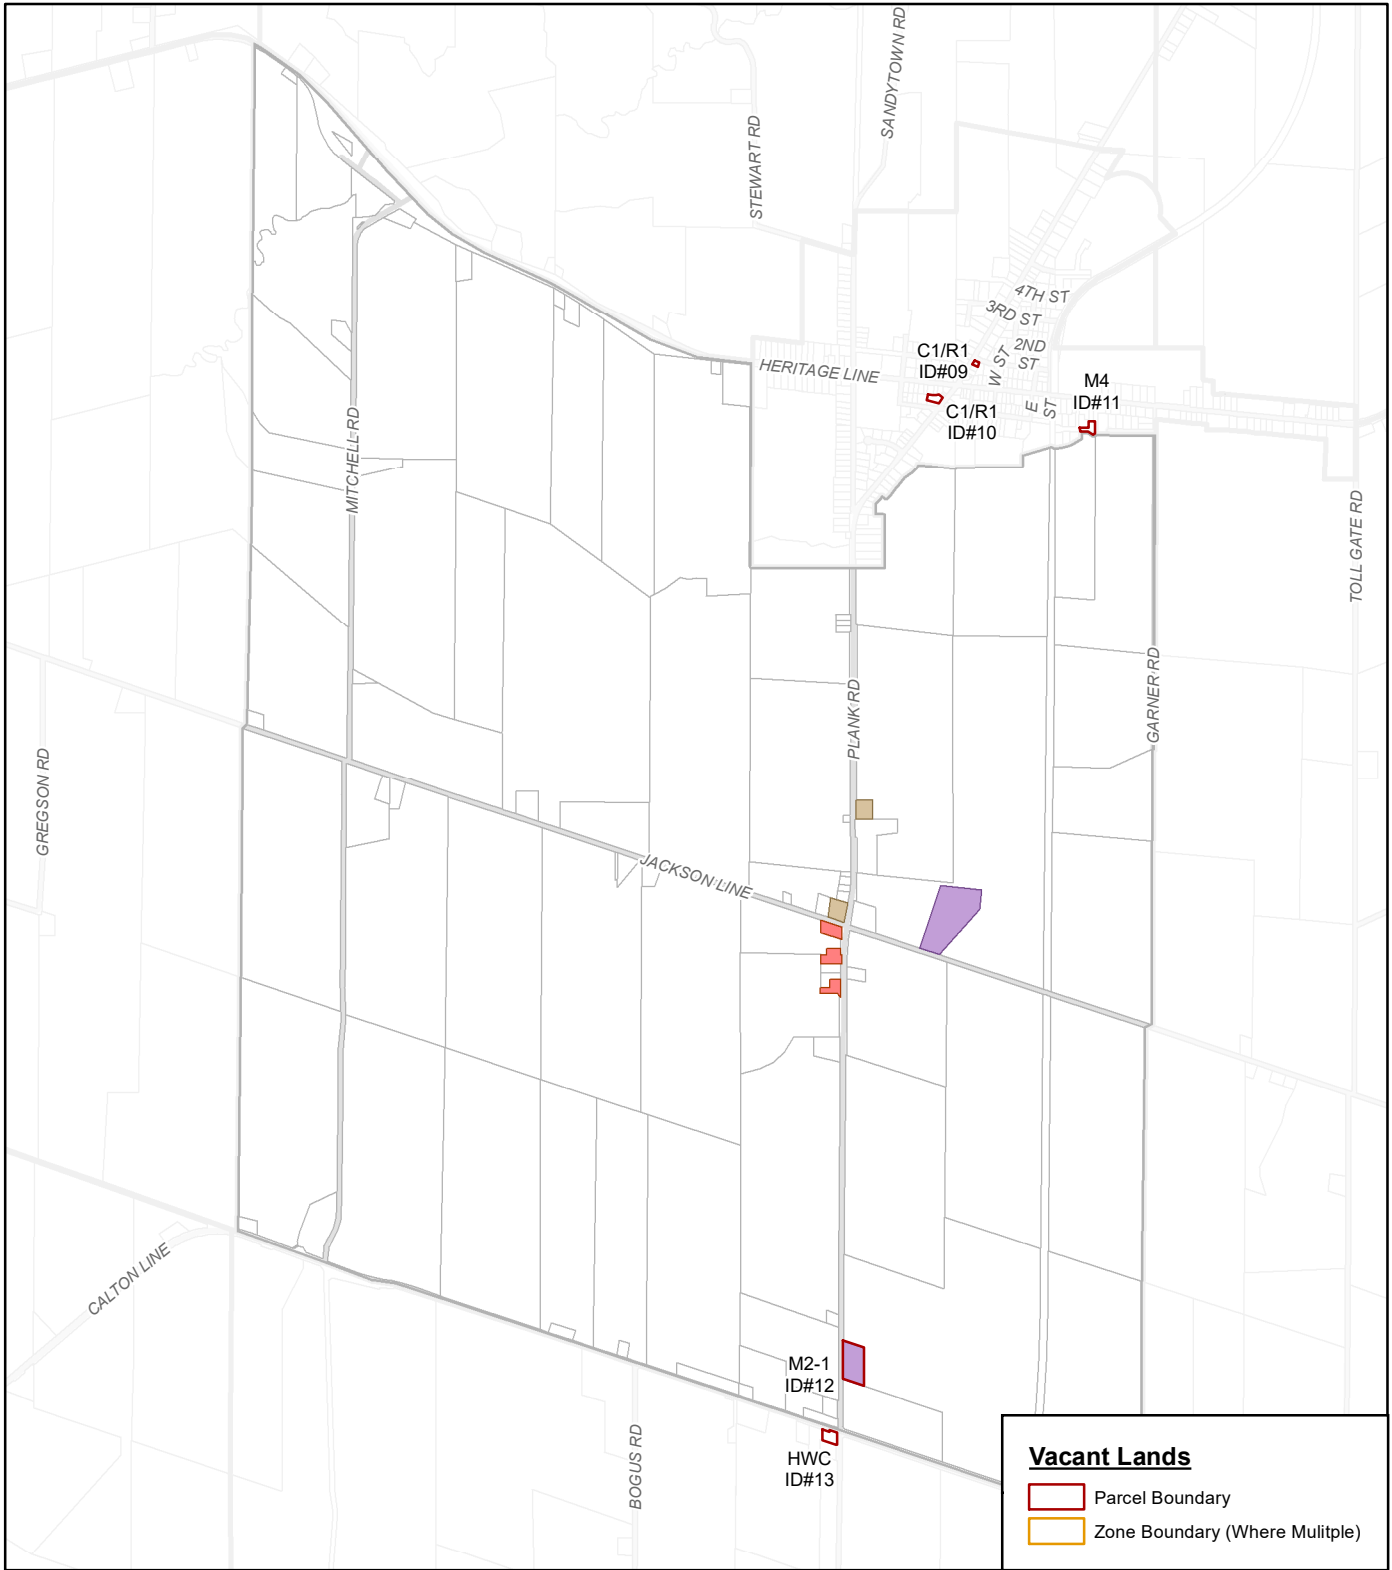 SANDYTOWN RD
STEWART RD
4TH ST
3RD ST
2ND
ST
W ST
C1/R1
ID#09
HERITAGE LINE
M4
ID#11
E
ST
C1/R1
ID#10
MITCHELL RD
TOLL GATE RD
PLANK RD
GARNER RD
GREGSON RD
JACKSON LINE
CALTON LINE
M2-1
ID#12
BOGUS RD
HWC
ID#13
Vacant Lands
Parcel Boundary
Zone Boundary (Where Mulitple)